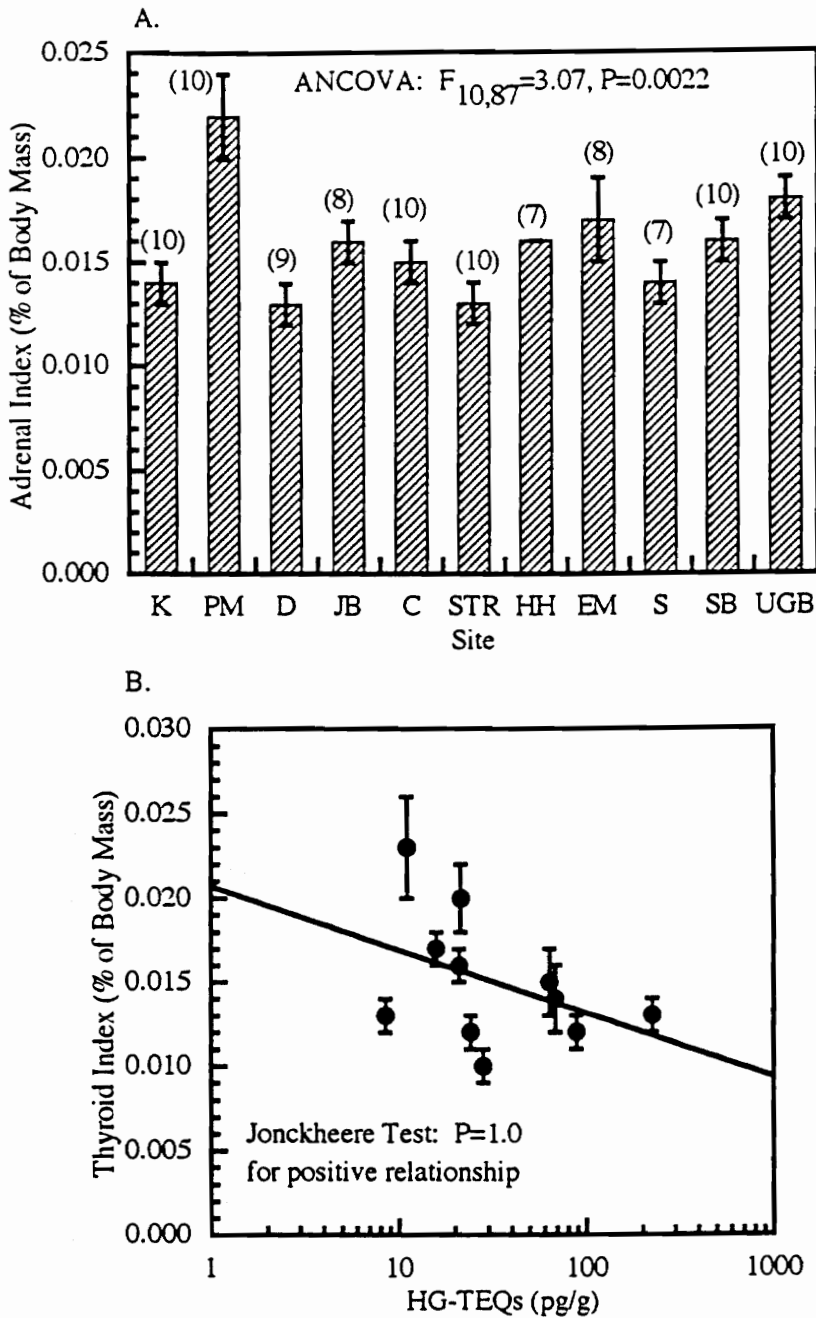 A.
ANCOVA: F10,87=3.07, P=0.0022
Adrenal Index (% of Body Mass)
0.025
0.020
0.015
0.010
0.005
0.000
(10)
(10)
(9)
(8)
(10)
(10)
(7)
(8)
(7)
(10)
(10)
K PM D JB C STR HH EM S SB UGB
Site
B.
Thyroid Index (% of Body Mass)
0.030
0.025
0.020
0.015
0.010
0.005
0.000
Jonckheere Test: P=1.0
for positive relationship
1 10 100 1000
HG-TEQs (pg/g)